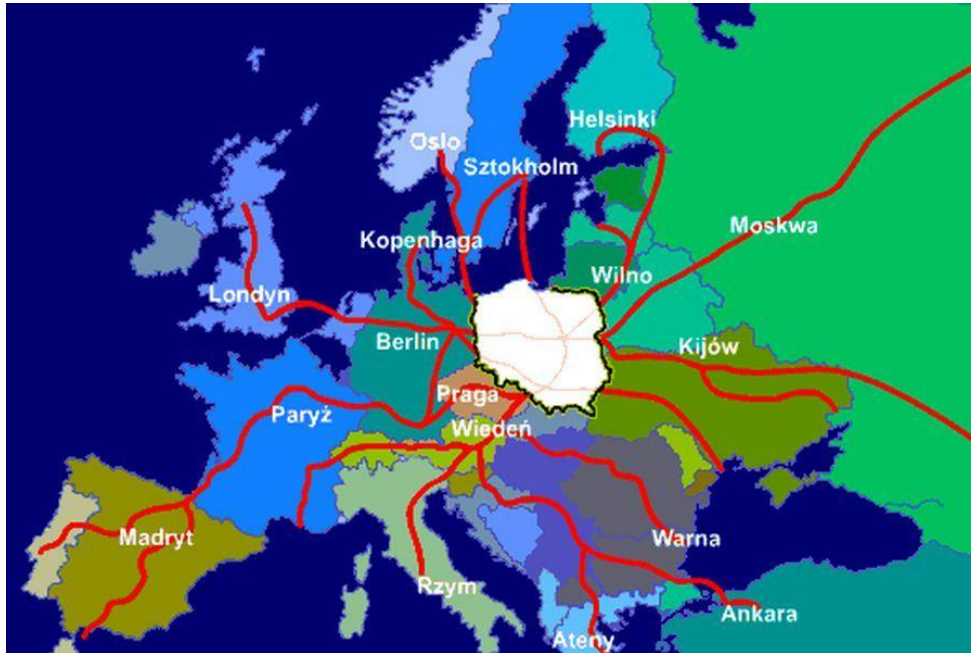 Helsinki
Oslo
Sztokholm
Moskwa
Kopenhaga
Wilno
Londyn
Berlin
Kijów
Praga
Paryż
Wiedeń
Madryt
Warna
Rzym
Ankara
Ateny